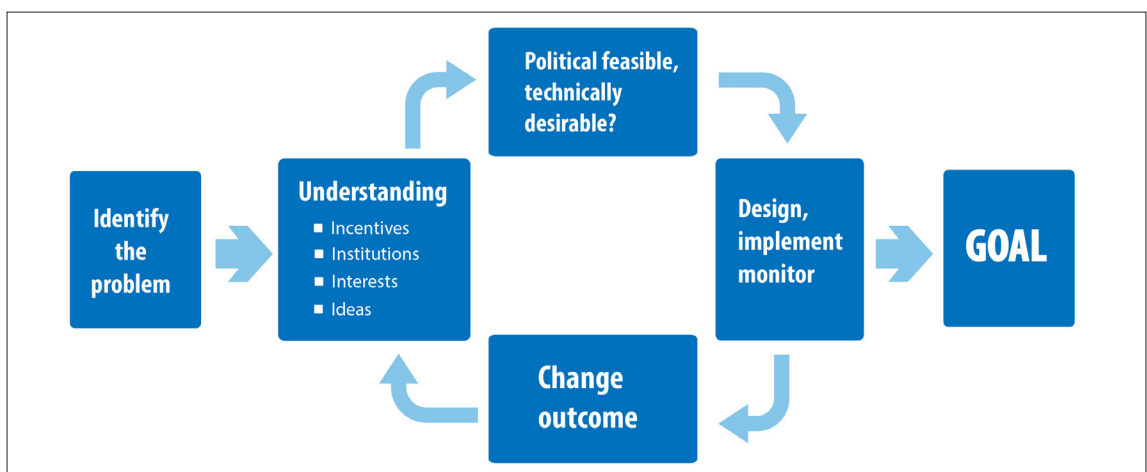 Identify
the
problem
Understanding
■ Incentives
■ Institutions
■ Interests
■ Ideas
Political feasible,
technically
desirable?
Design,
implement
monitor
GOAL
Change
outcome